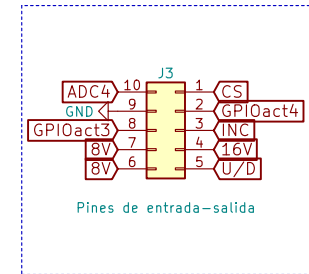 J3
ADC4 10 1 CS
GND 9 2 GPIOact4
GPIOact3 8 3 INC
8V 7 4 16V
8V 6 5 U/D
Pines de entrada-salida